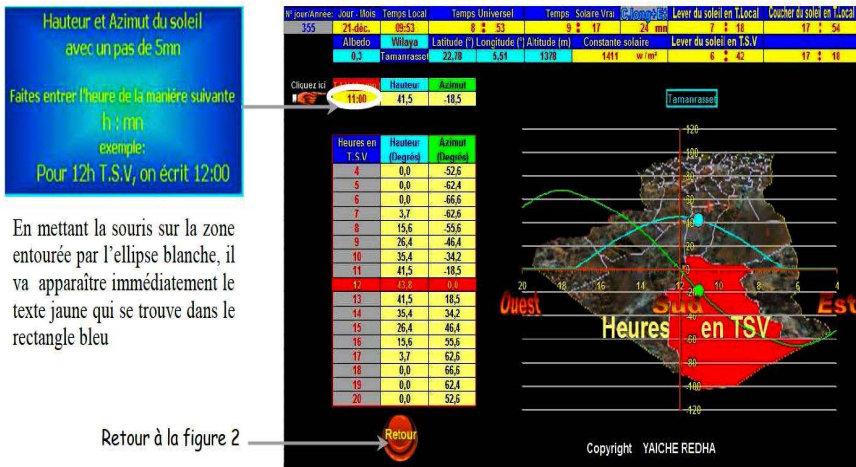 Hauteur et Azimut du soleil
avec un pas de 5mn
Faites entrer l'heure de la manière suivante
h : mn
exemple:
Pour 12h T.S.V, on écrit 12:00
En mettant la souris sur la zone
entourée par l'ellipse blanche, il
va apparaître immédiatement le
texte jaune qui se trouve dans le
rectangle bleu
Retour à la figure 2
N° jour/Année: Jour - Mois Temps Local Temps Universel Temps Solaire Vrai Lever du soleil en T.Local Coucher du soleil en T.Local
355 21-déc. 09:53 8 : 53 9 : 17 24 mn 7 : 18 17 : 54
Albedo Wilaya Latitude (°) Longitude (°) Altitude (m) Constante solaire Lever du soleil en T.S.V
0,3 Tamanrasset 22,78 5,51 1378 1411 w/m² 6 : 42 17 : 18
Cliquez ici Hauteur Azimut
11:00 41,5 -18,5
Tamanrasset
Heures en T.S.V Hauteur (Degrés) Azimut (Degrés)
4 0,0 -52,6
5 0,0 -62,4
6 0,0 -66,6
7 3,7 -62,6
8 15,6 -55,6
9 26,4 -46,4
10 35,4 -34,2
11 41,5 -18,5
12 43,8 0,0
13 41,5 18,5
14 35,4 34,2
15 26,4 46,4
16 15,6 55,6
17 3,7 62,6
18 0,0 66,6
19 0,0 62,4
20 0,0 52,6
Retour
120
100
80
60
40
20
0
20 18 16 14 12 10 8 6 4
-20
-40
-60
-80
-100
-120
Ouest Sud Est
Heures en TSV
Copyright YAICHE REDHA